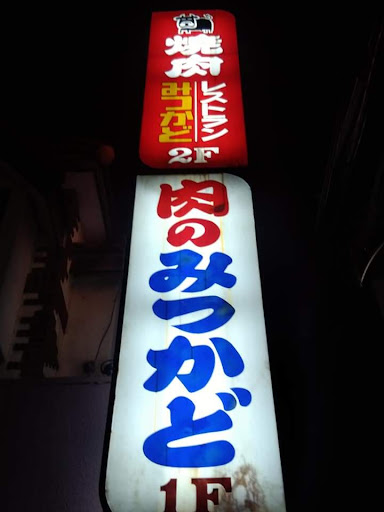 焼肉
レストラン
みつかど
2F
肉のみつかど
1F